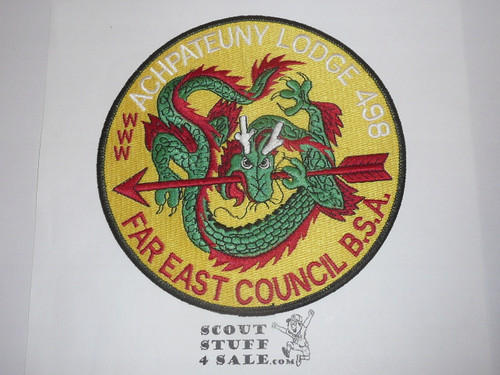 ACHPATEUNY LODGE 498
WWW
FAR EAST COUNCIL B.S.A.
SCOUT
STUFF
4 SALE.com